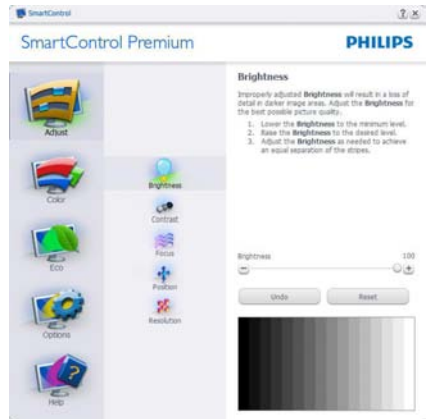 SmartControl
SmartControl Premium
PHILIPS
Adjust
Color
Eco
Options
Help
Brightness
Contrast
Focus
Position
Resolution
Brightness
Improperly adjusted Brightness will result in a loss of
detail in darker image areas. Adjust the Brightness for
the best possible picture quality.
1. Lower the Brightness to the minimum level.
2. Raise the Brightness to the desired level.
3. Adjust the Brightness as needed to achieve
an equal separation of the stripes.
Brightness 100
Undo Reset